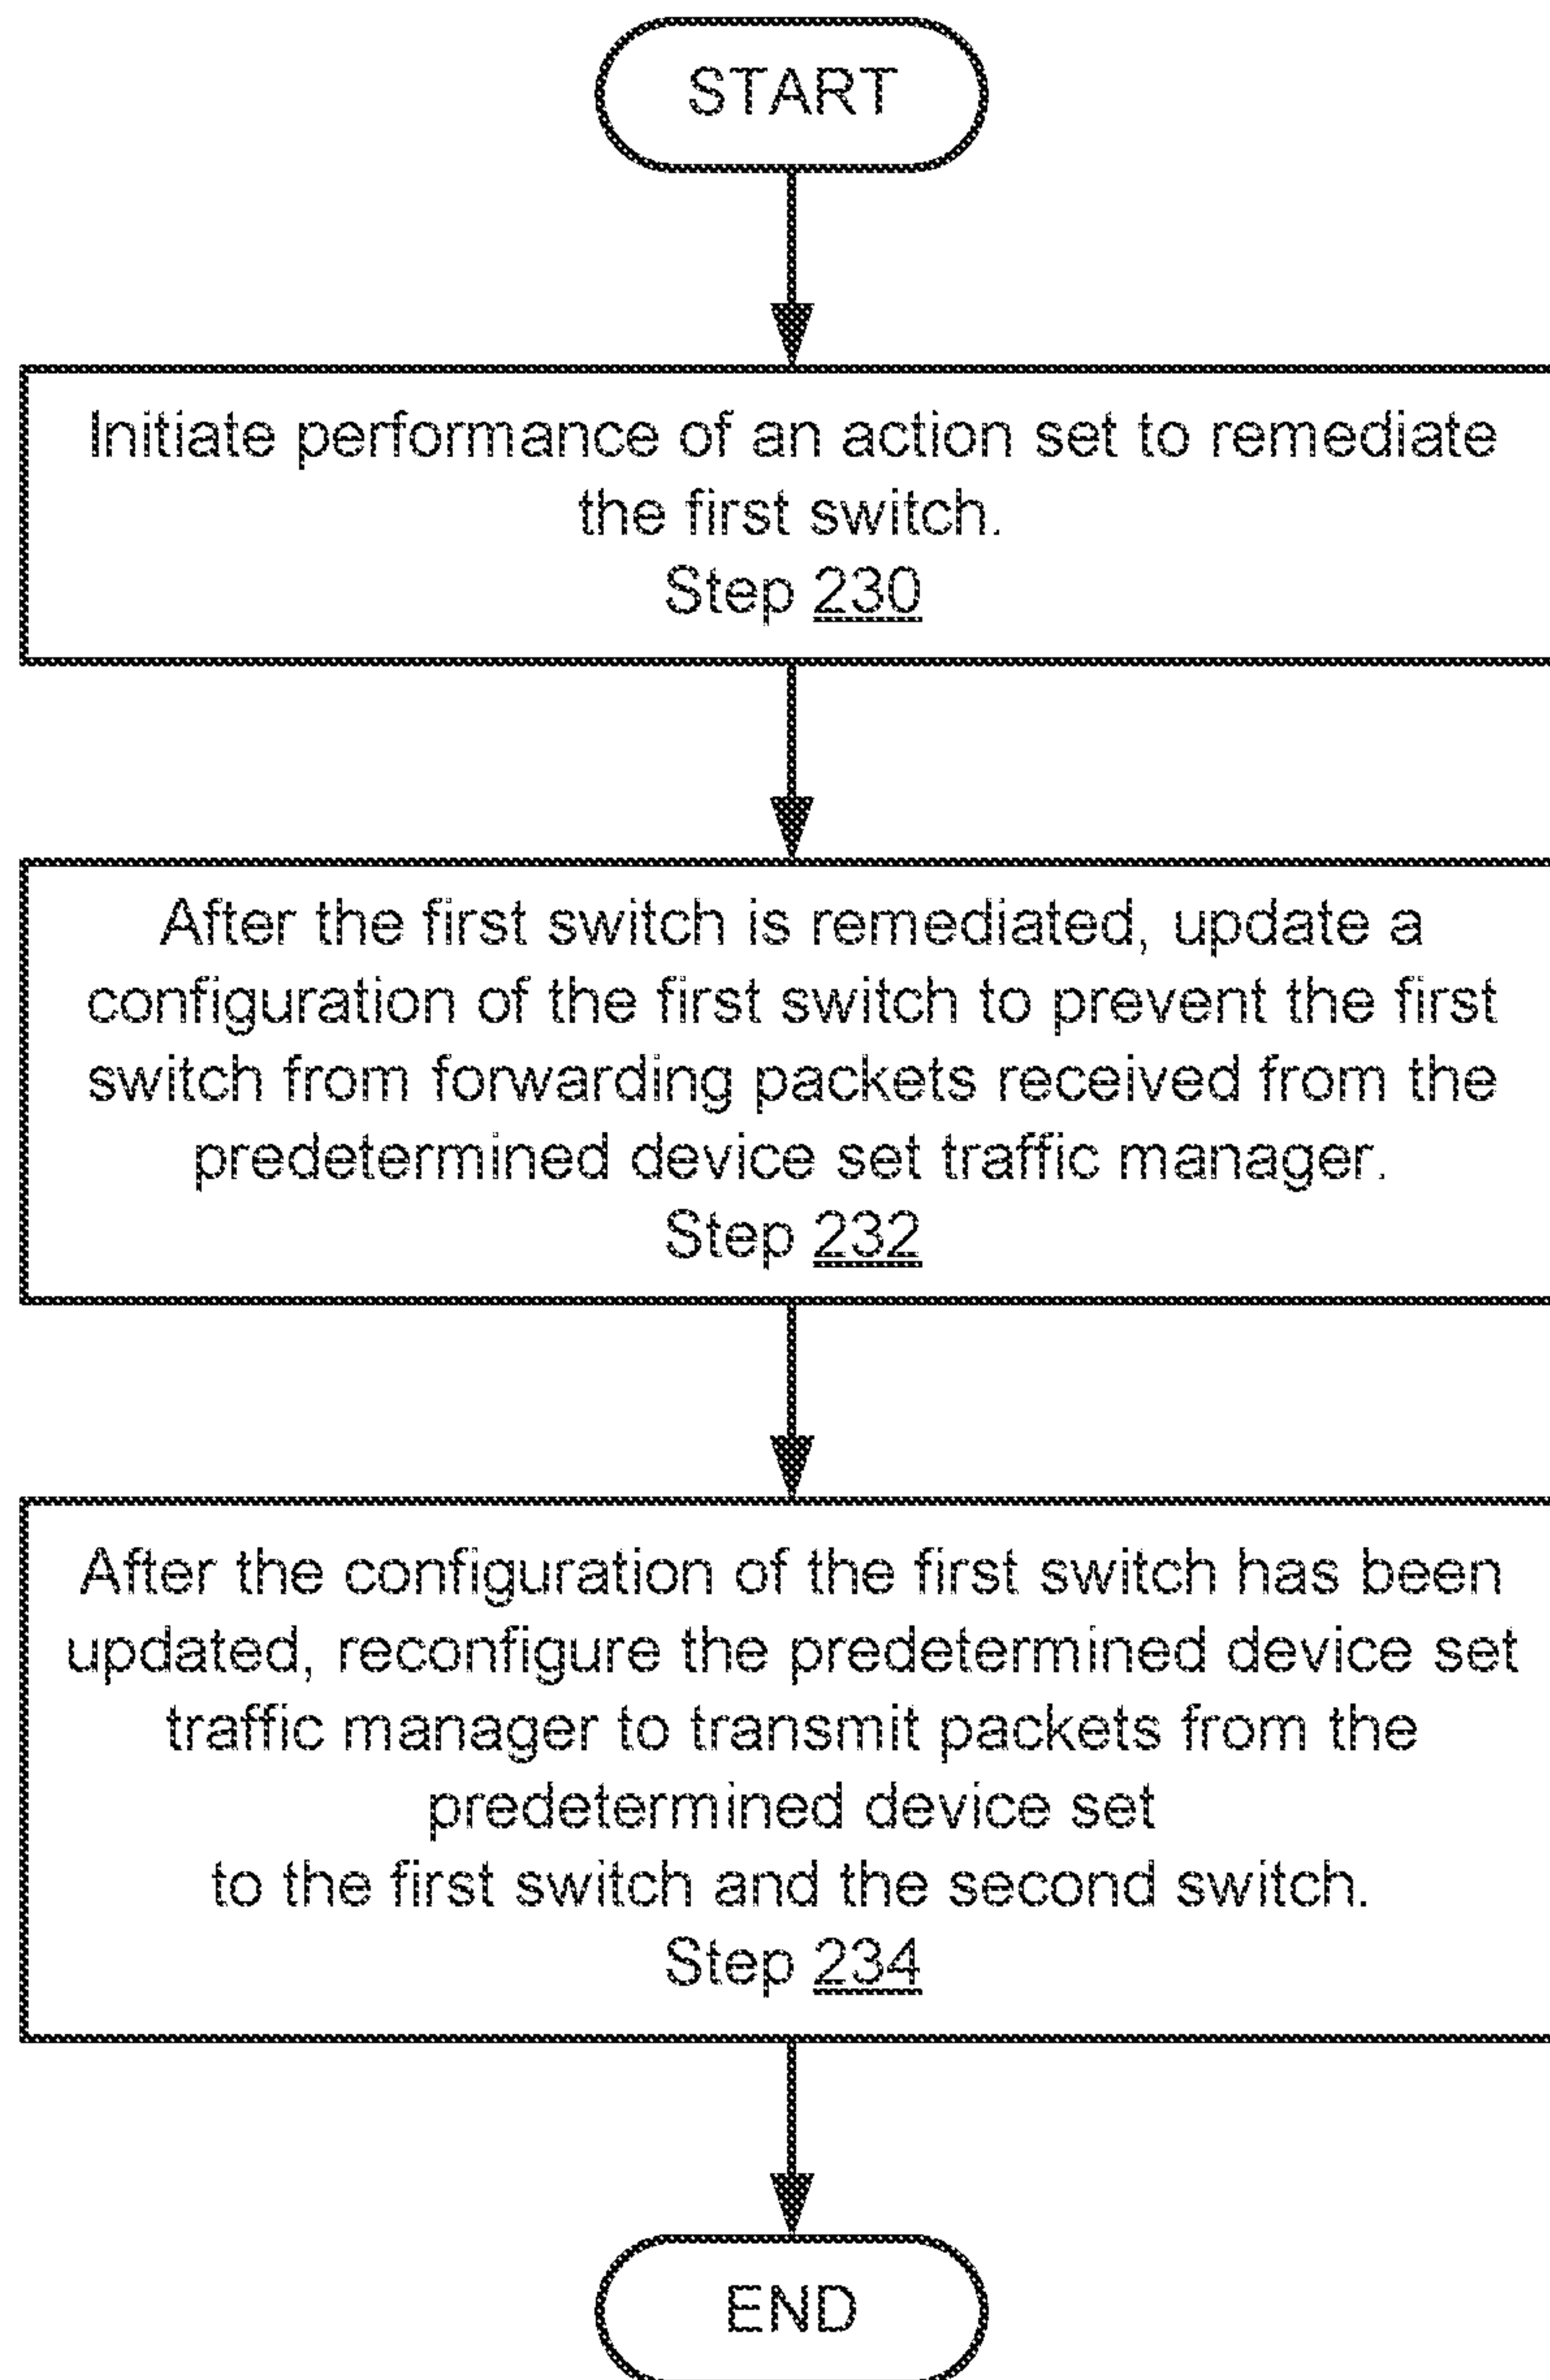 START
Initiate performance of an action set to remediate
the first switch.
Step 230
After the first switch is remediated, update a
configuration of the first switch to prevent the first
switch from forwarding packets received from the
predetermined device set traffic manager.
Step 232
After the configuration of the first switch has been
updated, reconfigure the predetermined device set
traffic manager to transmit packets from the
predetermined device set
to the first switch and the second switch.
Step 234
END